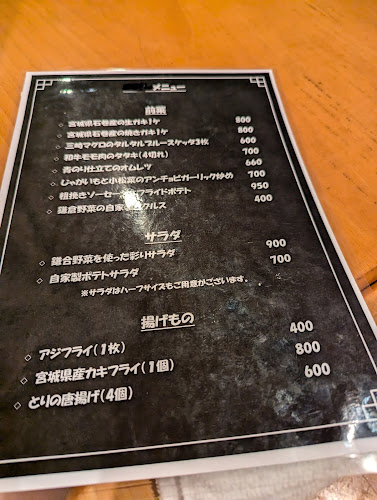 メニュー
前菜
◇ 宮城県石巻産の生ガキ1ケ 800
◇ 宮城県石巻産の焼きガキ1ケ 800
◇ 三崎マグロのタルタルブルースケッタ3枚 600
◇ 和牛モモ肉のタタキ(4切れ) 700
◇ 青のり仕立てのオムレツ 660
◇ じゃがいもと小松菜のアンチョビガーリック炒め 700
◇ 粗挽きソーセージ フライドポテト 950
◇ 鎌倉野菜の自家 クルス 400
サラダ
◇ 鎌倉野菜を使った彩りサラダ 900
◇ 自家製ポテトサラダ 700
※サラダはハーフサイズもご用意がございます。
揚げもの
◇ アジフライ(1枚) 400
◇ 宮城県産カキフライ(1個) 800
◇ とりの唐揚げ(4個) 600